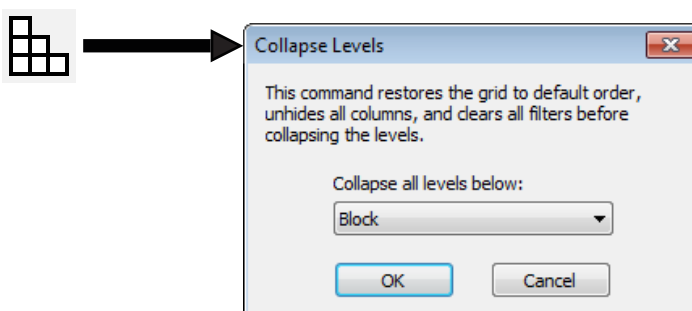 Collapse Levels
This command restores the grid to default order,
unhides all columns, and clears all filters before
collapsing the levels.
Collapse all levels below:
Block
OK
Cancel